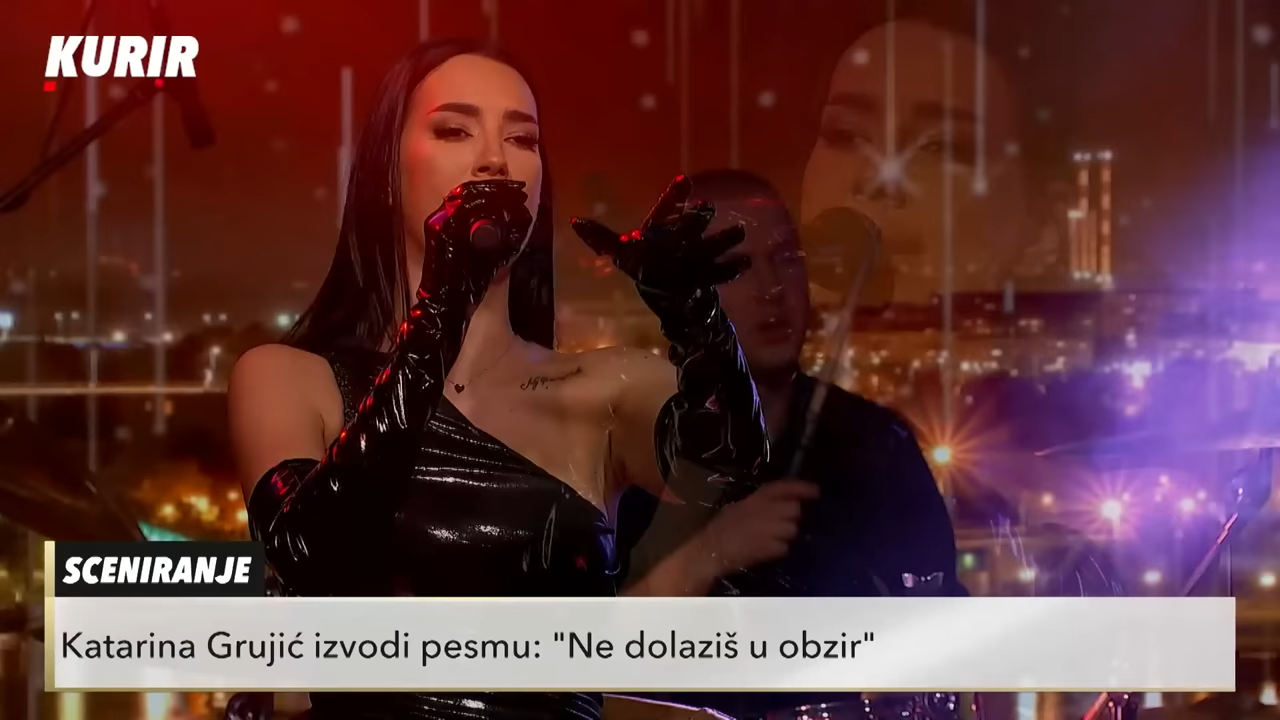 KURIR
SCENIRANJE
Katarina Grujić izvodi pesmu: "Ne dolaziš u obzir"